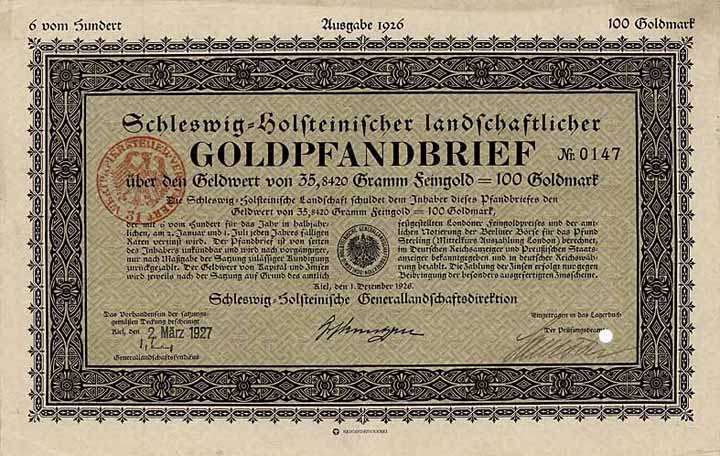 6 vom Hundert
Ausgabe 1926
100 Goldmark
Schleswig-Holsteinischer landschaftlicher
GOLDPFANDBRIEF
№ 0147
über den Geldwert von 35,8420 Gramm Feingold = 100 Goldmark
Die Schleswig-Holsteinische Landschaft schuldet dem Inhaber dieses Pfandbriefes den
Geldwert von 35,8420 Gramm Feingold = 100 Goldmark,
der mit 6 vom Hundert für das Jahr in halbjähr-
lichen, am 2. Januar und 1. Juli jeden Jahres fälligen
Raten verzinst wird. Der Pfandbrief ist von seiten
des Inhabers unkündbar und wird nach vorgängiger,
nur nach Maßgabe der Satzung zulässiger Kündigung
zurückgezahlt. Der Geldwert von Kapital und Zinsen
wird jeweils nach der Satzung auf Grund des amtlich
festgestellten Londoner Feingoldpreises und der amt-
lichen Notierung der Berliner Börse für das Pfund
Sterling (Mittelkurs Auszahlung London) berechnet,
im Deutschen Reichsanzeiger und Preußischen Staats-
anzeiger bekanntgegeben und in deutscher Reichswäh-
rung bezahlt. Die Zahlung der Zinsen erfolgt nur gegen
Beibringung der besonders ausgefertigten Zinsscheine.
Kiel, den 1. Dezember 1926.
Schleswig-Holsteinische Generallandschaftsdirektion
Das Vorhandensein der satzungs-
gemäßen Deckung bescheinigt
Kiel, den 2. März 1927
Generallandschaftssyndikus
Eingetragen in das Lagerbuch
Der Prüfungsbeamte
REICHSDRUCKEREI